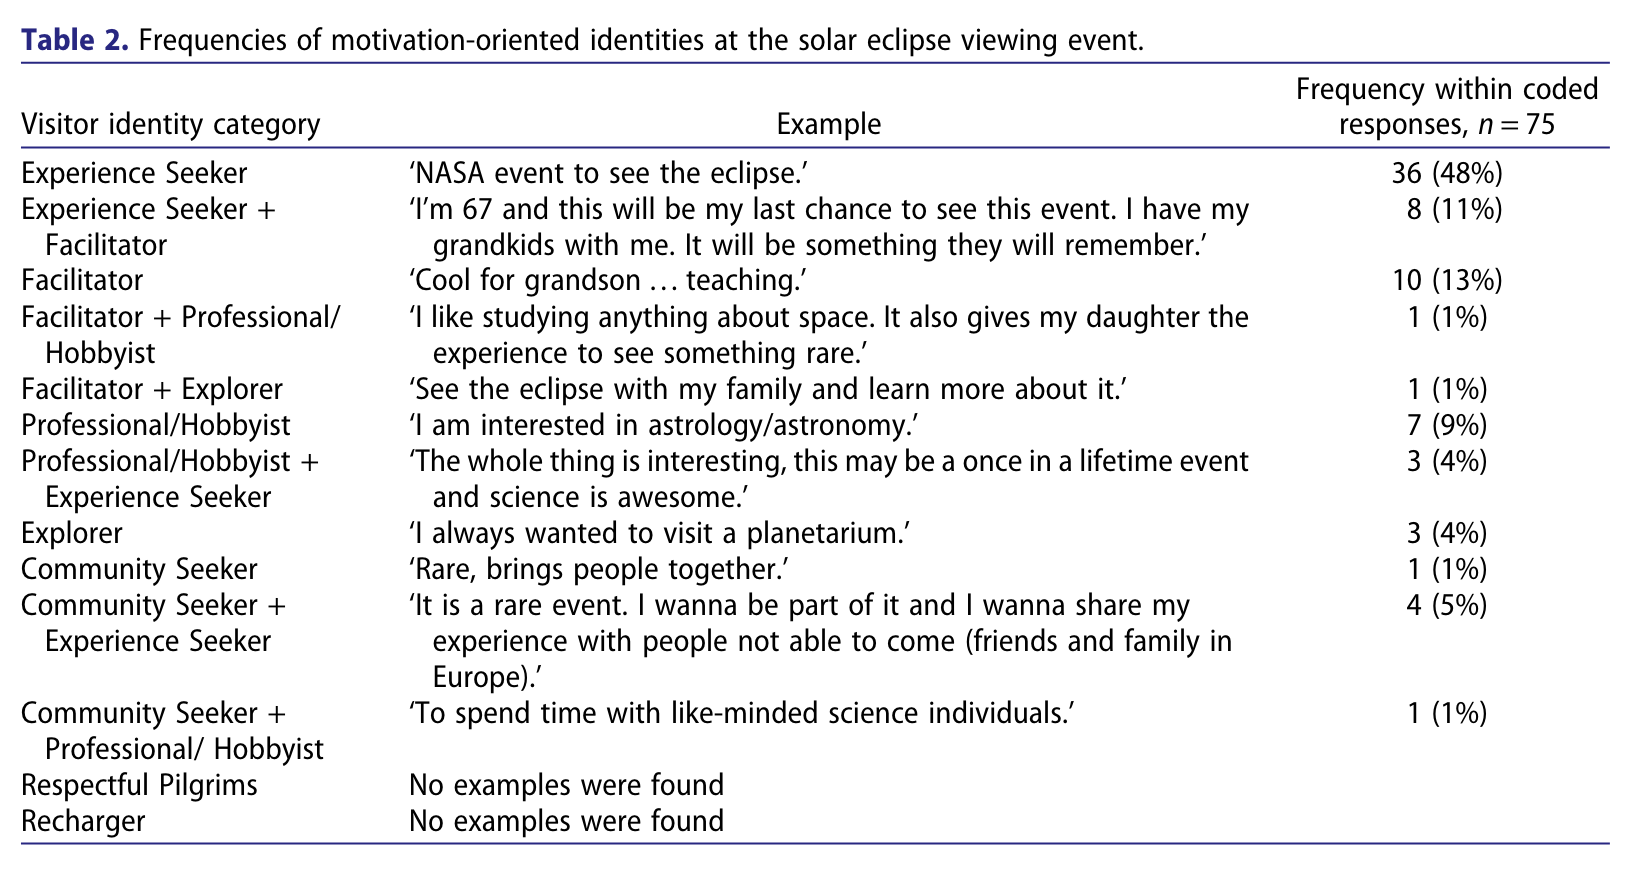 Table 2. Frequencies of motivation-oriented identities at the solar eclipse viewing event.
Visitor identity category Example Frequency within coded responses, n = 75
Experience Seeker ‘NASA event to see the eclipse.’ 36 (48%)
Experience Seeker + ‘I’m 67 and this will be my last chance to see this event. I have my 8 (11%)
Facilitator grandkids with me. It will be something they will remember.’
Facilitator ‘Cool for grandson … teaching.’ 10 (13%)
Facilitator + Professional/ ‘I like studying anything about space. It also gives my daughter the 1 (1%)
Hobbyist experience to see something rare.’
Facilitator + Explorer ‘See the eclipse with my family and learn more about it.’ 1 (1%)
Professional/Hobbyist ‘I am interested in astrology/astronomy.’ 7 (9%)
Professional/Hobbyist + ‘The whole thing is interesting, this may be a once in a lifetime event 3 (4%)
Experience Seeker and science is awesome.’
Explorer ‘I always wanted to visit a planetarium.’ 3 (4%)
Community Seeker ‘Rare, brings people together.’ 1 (1%)
Community Seeker + ‘It is a rare event. I wanna be part of it and I wanna share my 4 (5%)
Experience Seeker experience with people not able to come (friends and family in
Europe).’
Community Seeker + ‘To spend time with like-minded science individuals.’ 1 (1%)
Professional/ Hobbyist
Respectful Pilgrims No examples were found
Recharger No examples were found